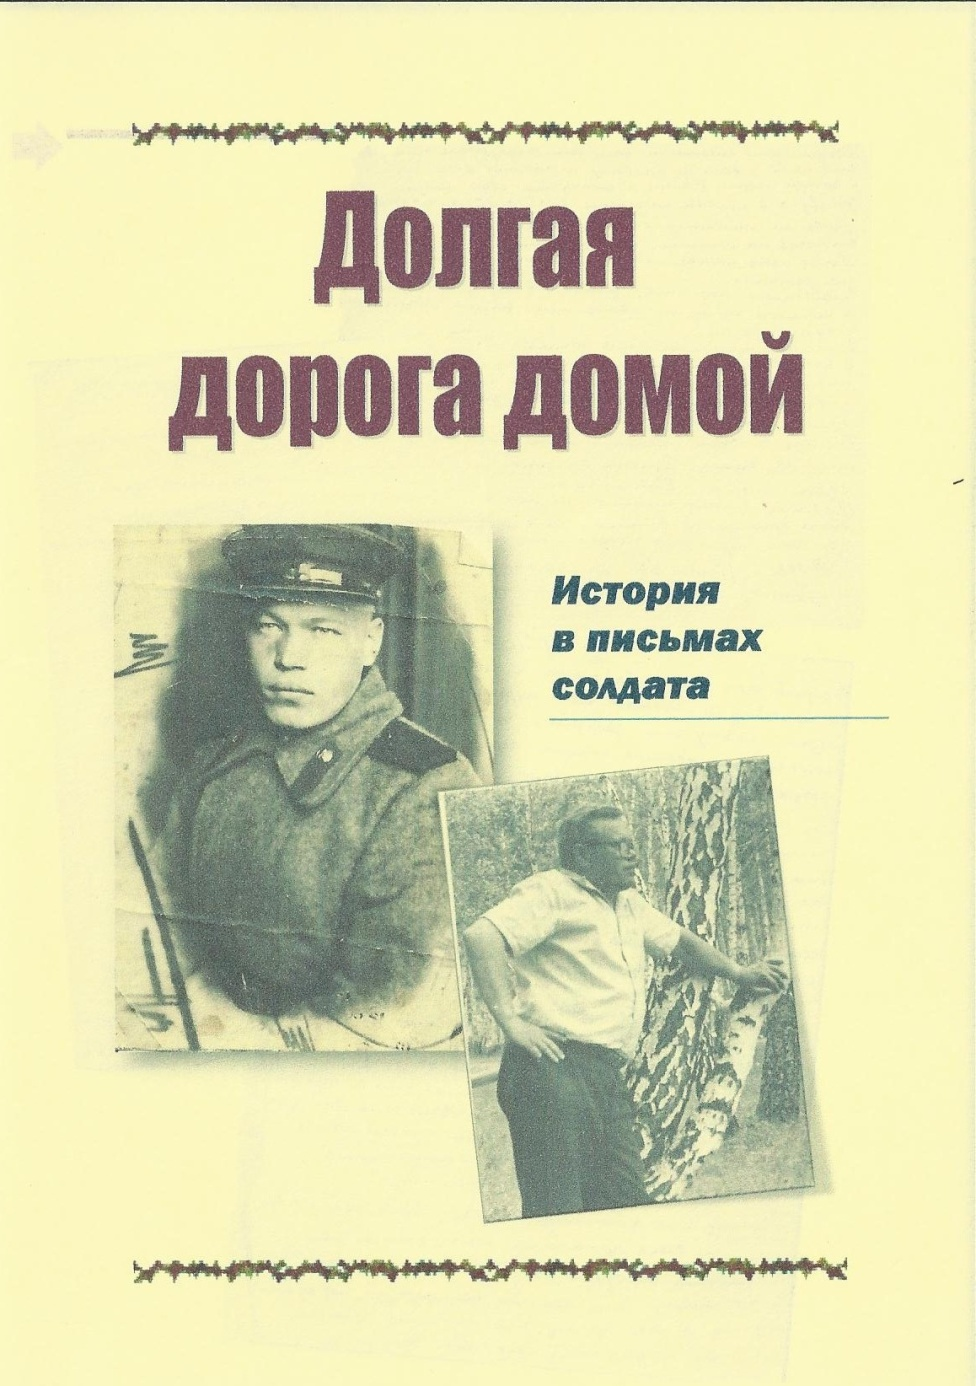 Долгая
дорога домой
История
в письмах
солдата